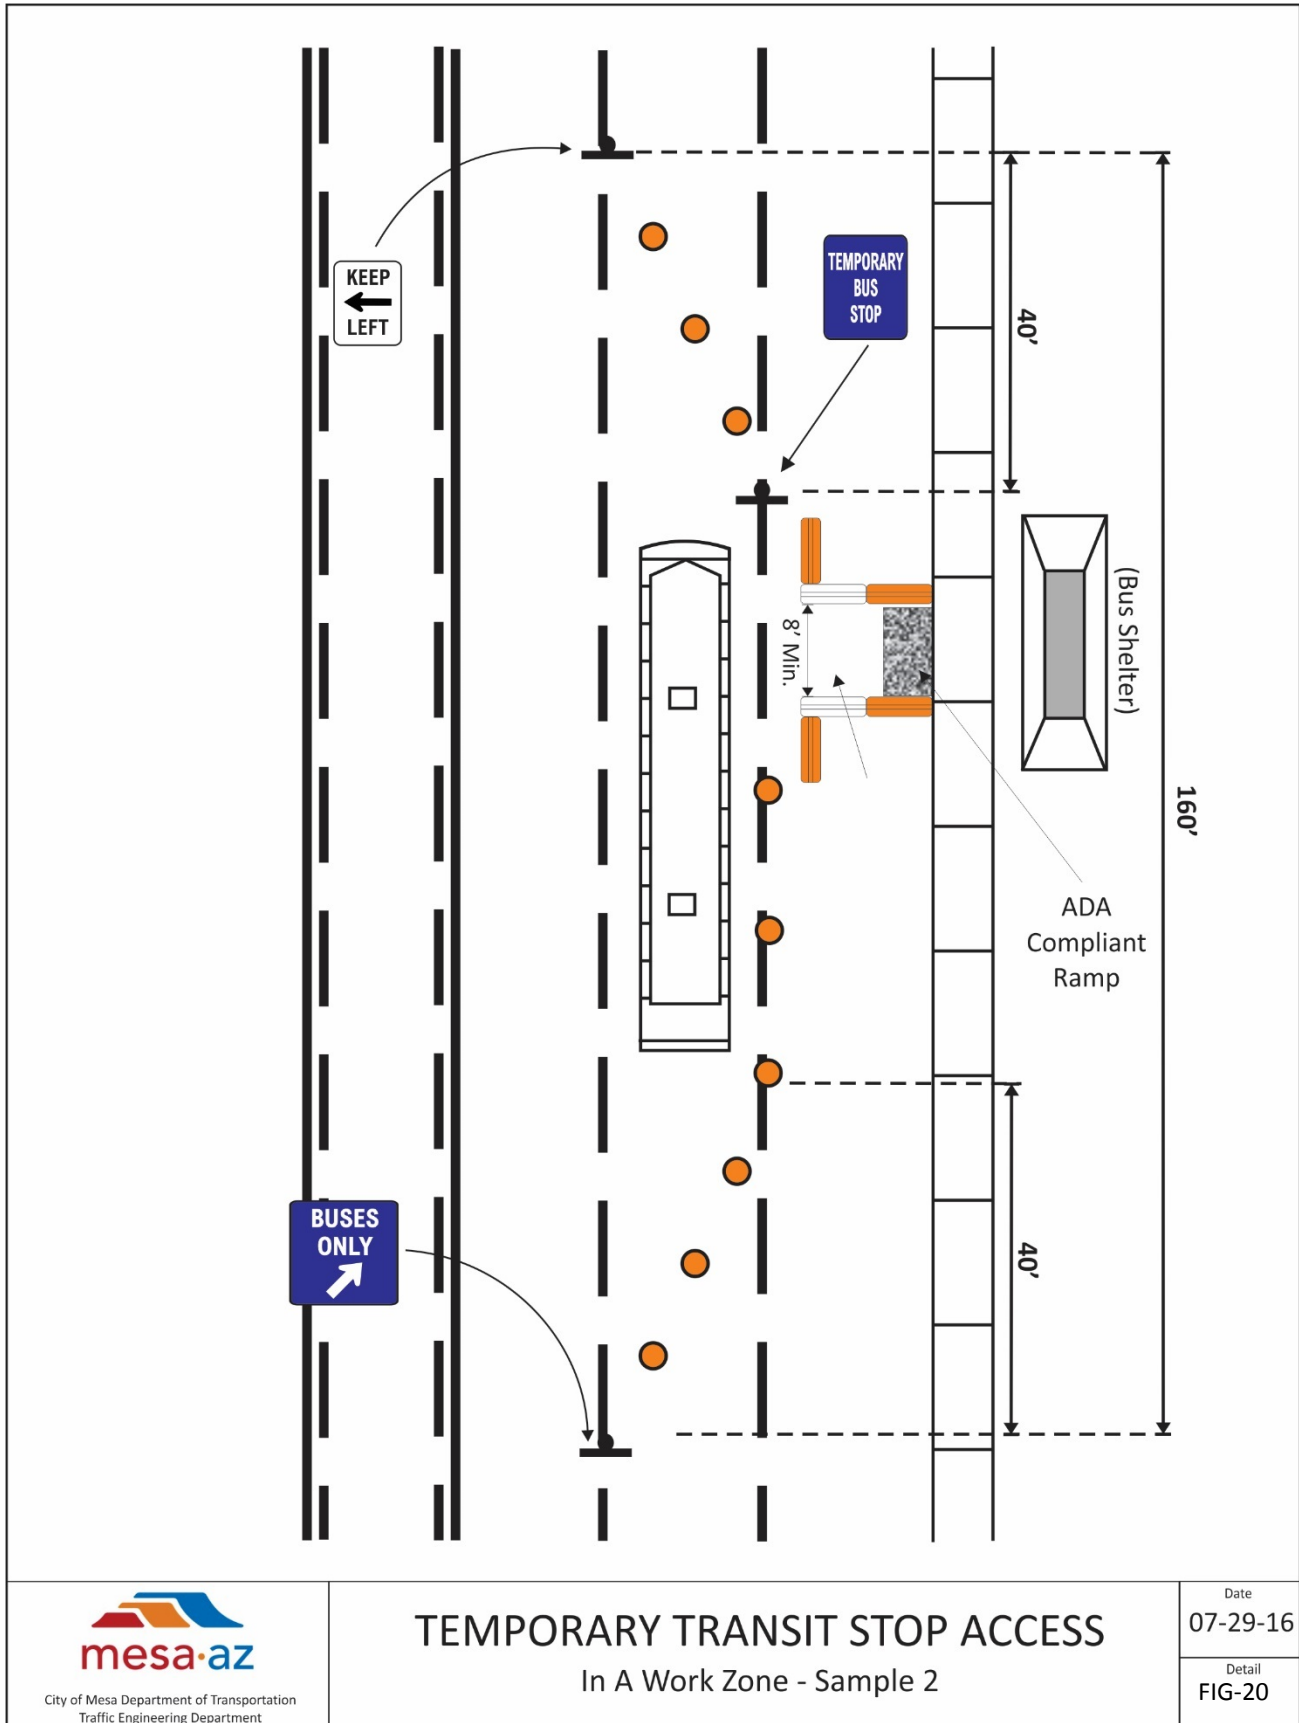 KEEP
LEFT
TEMPORARY
BUS
STOP
40'
(Bus Shelter)
8' Min.
160'
ADA
Compliant
Ramp
BUSES
ONLY
40'
mesa·az
City of Mesa Department of Transportation
Traffic Engineering Department
TEMPORARY TRANSIT STOP ACCESS
In A Work Zone - Sample 2
Date
07-29-16
Detail
FIG-20